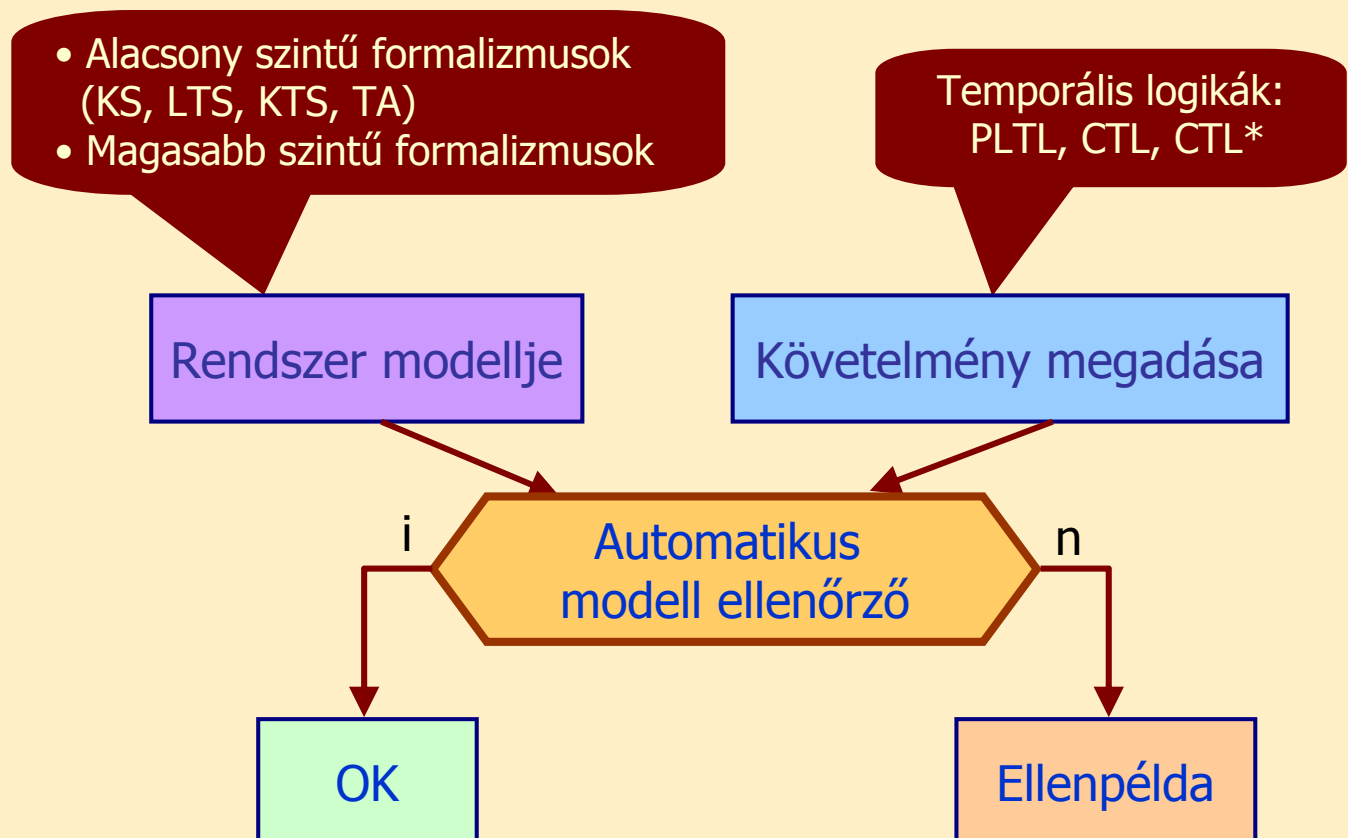 • Alacsony szintű formalizmusok
(KS, LTS, KTS, TA)
• Magasabb szintű formalizmusok
Temporális logikák:
PLTL, CTL, CTL*
Rendszer modellje
Követelmény megadása
i
Automatikus
modell ellenőrző
n
OK
Ellenpélda